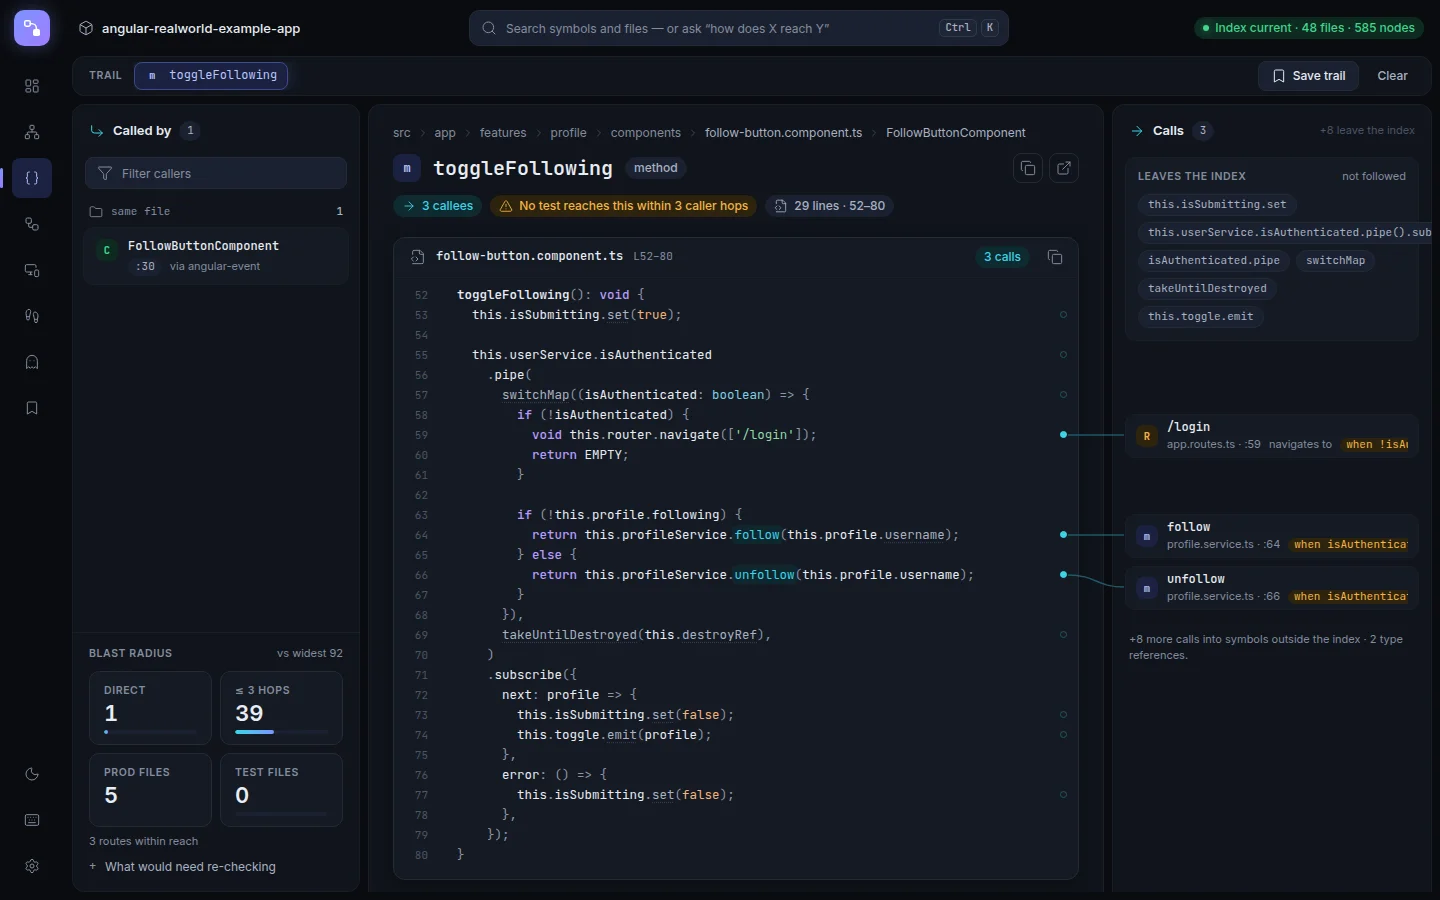 angular-realworld-example-app
Search symbols and files — or ask “how does X reach Y”
Ctrl K
Index current · 48 files · 585 nodes
TRAIL
m toggleFollowing
Save trail
Clear
Called by 1
Filter callers
same file 1
C FollowButtonComponent
:30 via angular-event
BLAST RADIUS vs widest 92
DIRECT
1
≤ 3 HOPS
39
PROD FILES
5
TEST FILES
0
3 routes within reach
+ What would need re-checking
src › app › features › profile › components › follow-button.component.ts › FollowButtonComponent
m toggleFollowing method
3 callees
No test reaches this within 3 caller hops
29 lines · 52–80
follow-button.component.ts L52–80
3 calls
52 toggleFollowing(): void {
53 this.isSubmitting.set(true);
54
55 this.userService.isAuthenticated
56 .pipe(
57 switchMap((isAuthenticated: boolean) => {
58 if (!isAuthenticated) {
59 void this.router.navigate(['/login']);
60 return EMPTY;
61 }
62
63 if (!this.profile.following) {
64 return this.profileService.follow(this.profile.username);
65 } else {
66 return this.profileService.unfollow(this.profile.username);
67 }
68 }),
69 takeUntilDestroyed(this.destroyRef),
70 )
71 .subscribe({
72 next: profile => {
73 this.isSubmitting.set(false);
74 this.toggle.emit(profile);
75 },
76 error: () => {
77 this.isSubmitting.set(false);
78 },
79 });
80 }
Calls 3 +8 leave the index
LEAVES THE INDEX not followed
this.isSubmitting.set
this.userService.isAuthenticated.pipe().sub
isAuthenticated.pipe switchMap
takeUntilDestroyed
this.toggle.emit
R /login
app.routes.ts · :59 navigates to when !isAu
m follow
profile.service.ts · :64 when isAuthenticat
m unfollow
profile.service.ts · :66 when isAuthenticat
+8 more calls into symbols outside the index · 2 type
references.